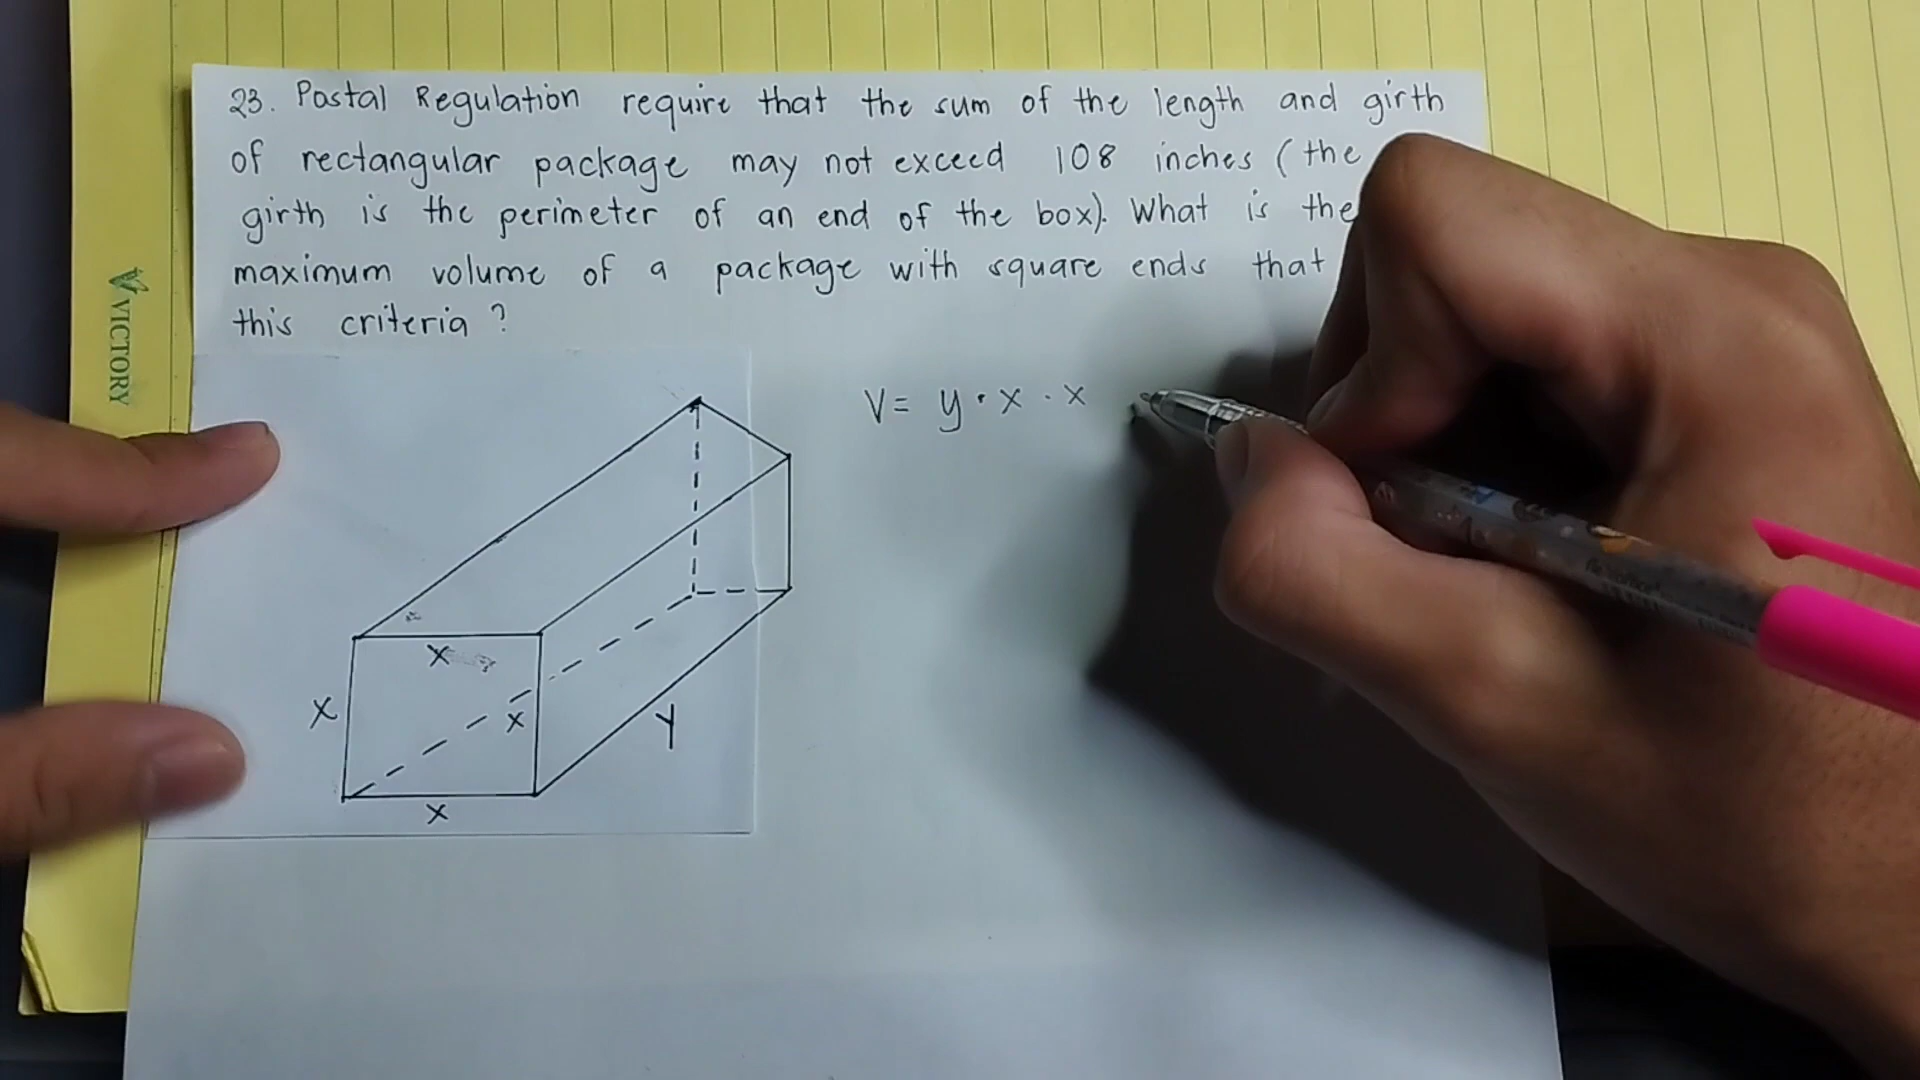 23. Postal Regulation require that the sum of the length and girth
of rectangular package may not exceed 108 inches (the
girth is the perimeter of an end of the box). What is the
maximum volume of a package with square ends that
this criteria?
V= y · x · x
x
x
x
y
x
VICTORY